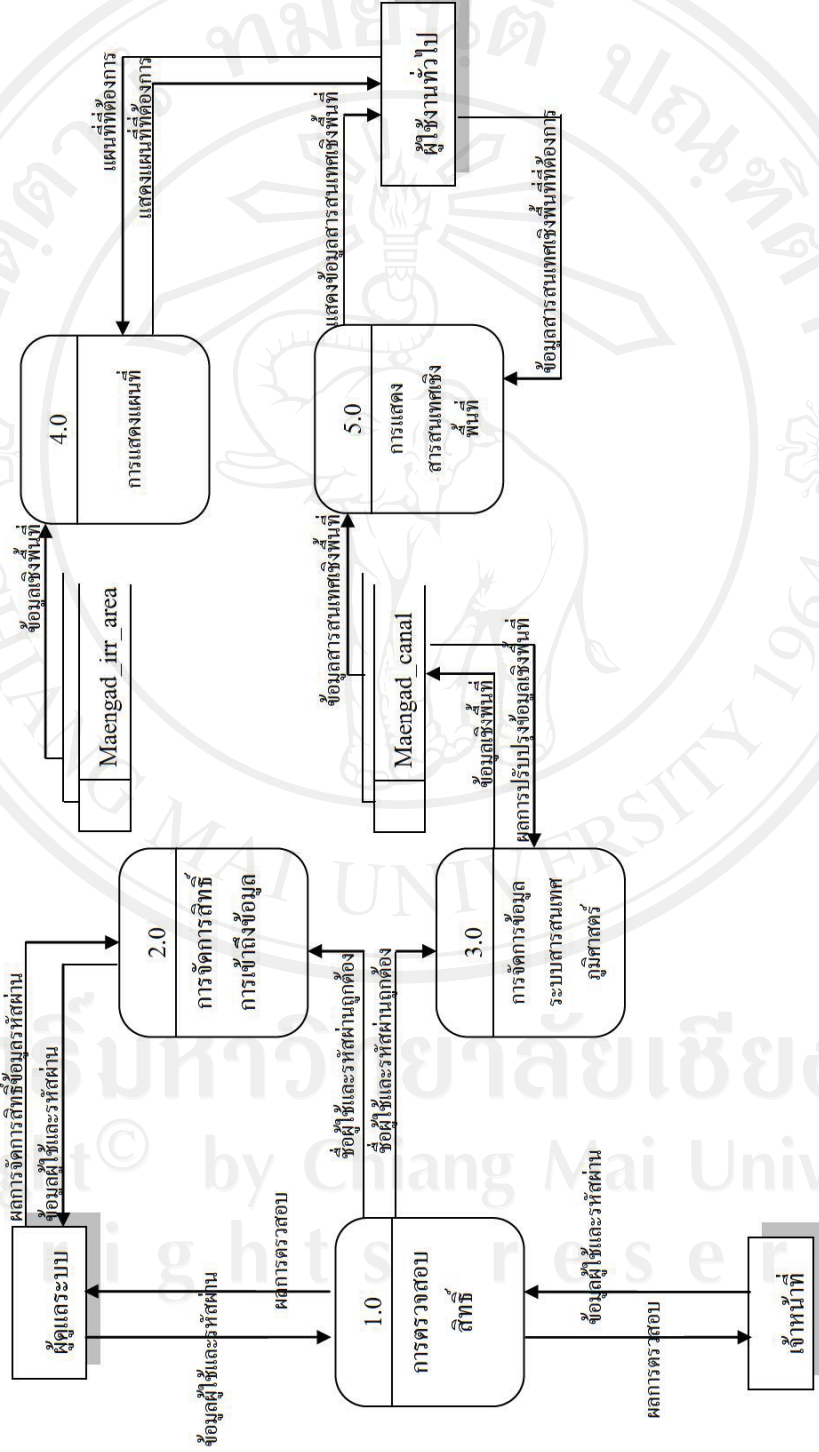 ผู้ดูแลระบบ
ผลการจัดการสิทธิ์ข้อมูลรหัสผ่าน
ข้อมูลผู้ใช้และรหัสผ่าน
2.0
การจัดการสิทธิ์
การเข้าถึงข้อมูล
ข้อมูลเชิงพื้นที่
Maengad_irr_area
4.0
การแสดงแผนที่
แผนที่ที่ต้องการ
แสดงแผนที่ที่ต้องการ
ข้อมูลผู้ใช้และรหัสผ่าน
ผลการตรวจสอบ
1.0
การตรวจสอบ
สิทธิ์
ชื่อผู้ใช้และรหัสผ่านถูกต้อง
ชื่อผู้ใช้และรหัสผ่านถูกต้อง
ข้อมูลสารสนเทศเชิงพื้นที่
Maengad_canal
5.0
การแสดง
สารสนเทศเชิง
พื้นที่
แสดงข้อมูลสารสนเทศเชิงพื้นที่
ผู้ใช้งานทั่วไป
3.0
การจัดการข้อมูล
ระบบสารสนเทศ
ภูมิศาสตร์
ข้อมูลเชิงพื้นที่
ผลการปรับปรุงข้อมูลเชิงพื้นที่
ข้อมูลสารสนเทศเชิงพื้นที่ที่ต้องการ
ผลการตรวจสอบ
ข้อมูลผู้ใช้และรหัสผ่าน
เจ้าหน้าที่
MAI UNIVERSITY 1964
© by Chiang Mai Univ
rights reser